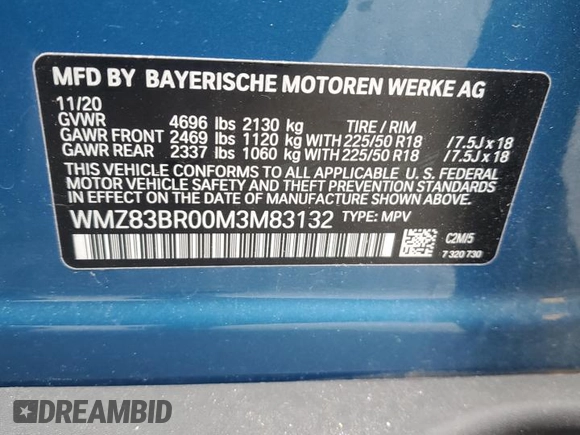 MFD BY BAYERISCHE MOTOREN WERKE AG
11/20
GVWR 4696 lbs 2130 kg TIRE / RIM
GAWR FRONT 2469 lbs 1120 kg WITH 225/50 R18 / 7.5J x 18
GAWR REAR 2337 lbs 1060 kg WITH 225/50 R18 / 7.5J x 18
THIS VEHICLE CONFORMS TO ALL APPLICABLE U. S. FEDERAL
MOTOR VEHICLE SAFETY AND THEFT PREVENTION STANDARDS
IN EFFECT ON THE DATE OF MANUFACTURE SHOWN ABOVE.
WMZ83BR00M3M83132 TYPE: MPV
C2M/5
7 320 730
DREAMBID